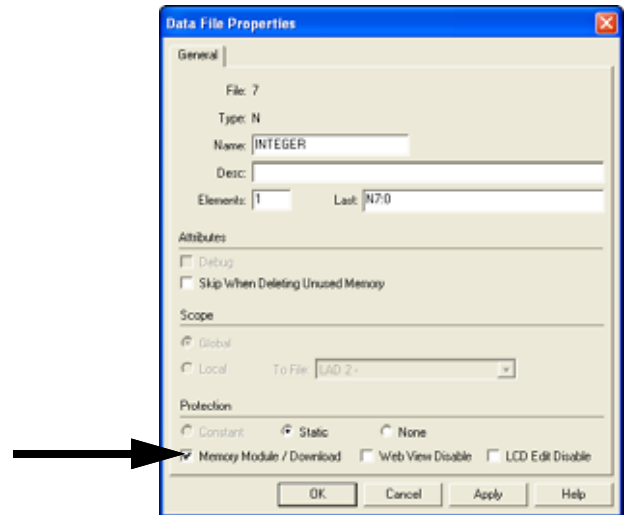 Data File Properties
General
File: 7
Type: N
Name: INTEGER
Desc:
Elements: 1 Last: N7:0
Attributes
Debug
Skip When Deleting Unused Memory
Scope
Global
Local To File: LAD 2 -
Protection
Constant Static None
Memory Module / Download Web View Disable LCD Edit Disable
OK Cancel Apply Help